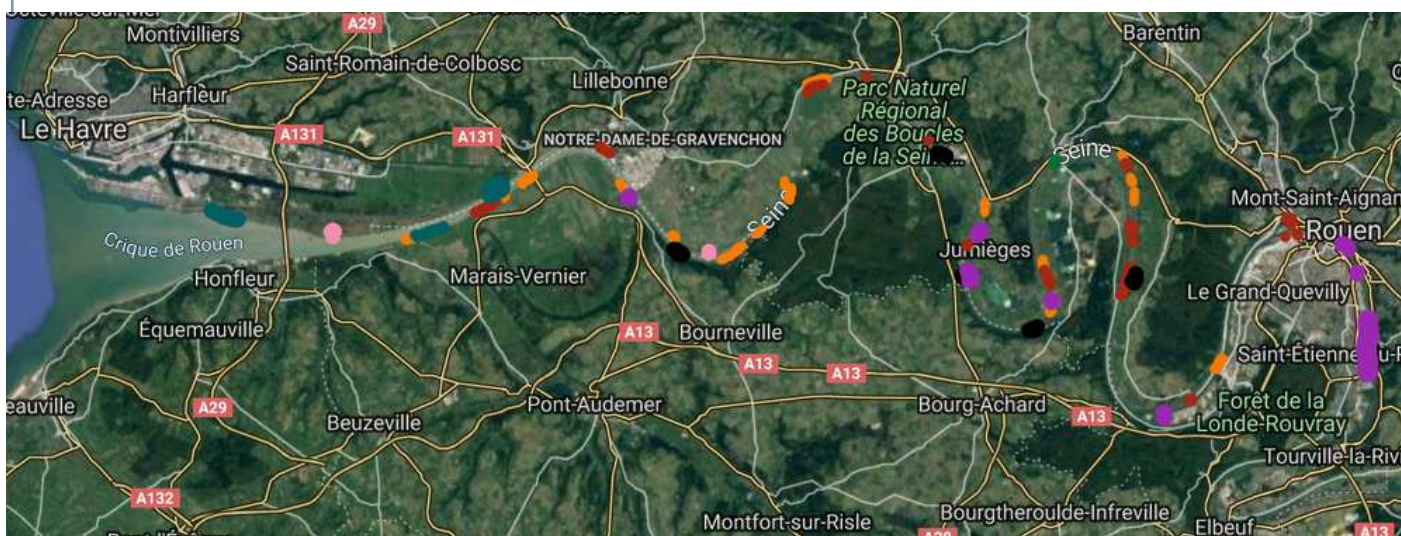 A29
Montivilliers
Barentin
Saint-Romain-de-Colbosc
Lillebonne
te-Adresse
Harfleur
Parc Naturel
Régional
des Boucles
de la Sein...
Le Havre
A131
A131
NOTRE-DAME-DE-GRAVENCHON
Seine
Mont-Saint-Aignan
Seine
Rouen
Crique de Rouen
Jumièges
Honfleur
Marais-Vernier
Le Grand-Quevilly
Équemauville
A13
Bourneville
A13
A13
Saint-Étienne
eauville
A29
Pont-Audemer
Bourg-Achard
A13
Forêt de la
Londe-Rouvray
Beuzeville
Tourville-la-Rivi
A132
Montfort-sur-Risle
Bourgtheroulde-Infreville
Elbeuf
A13